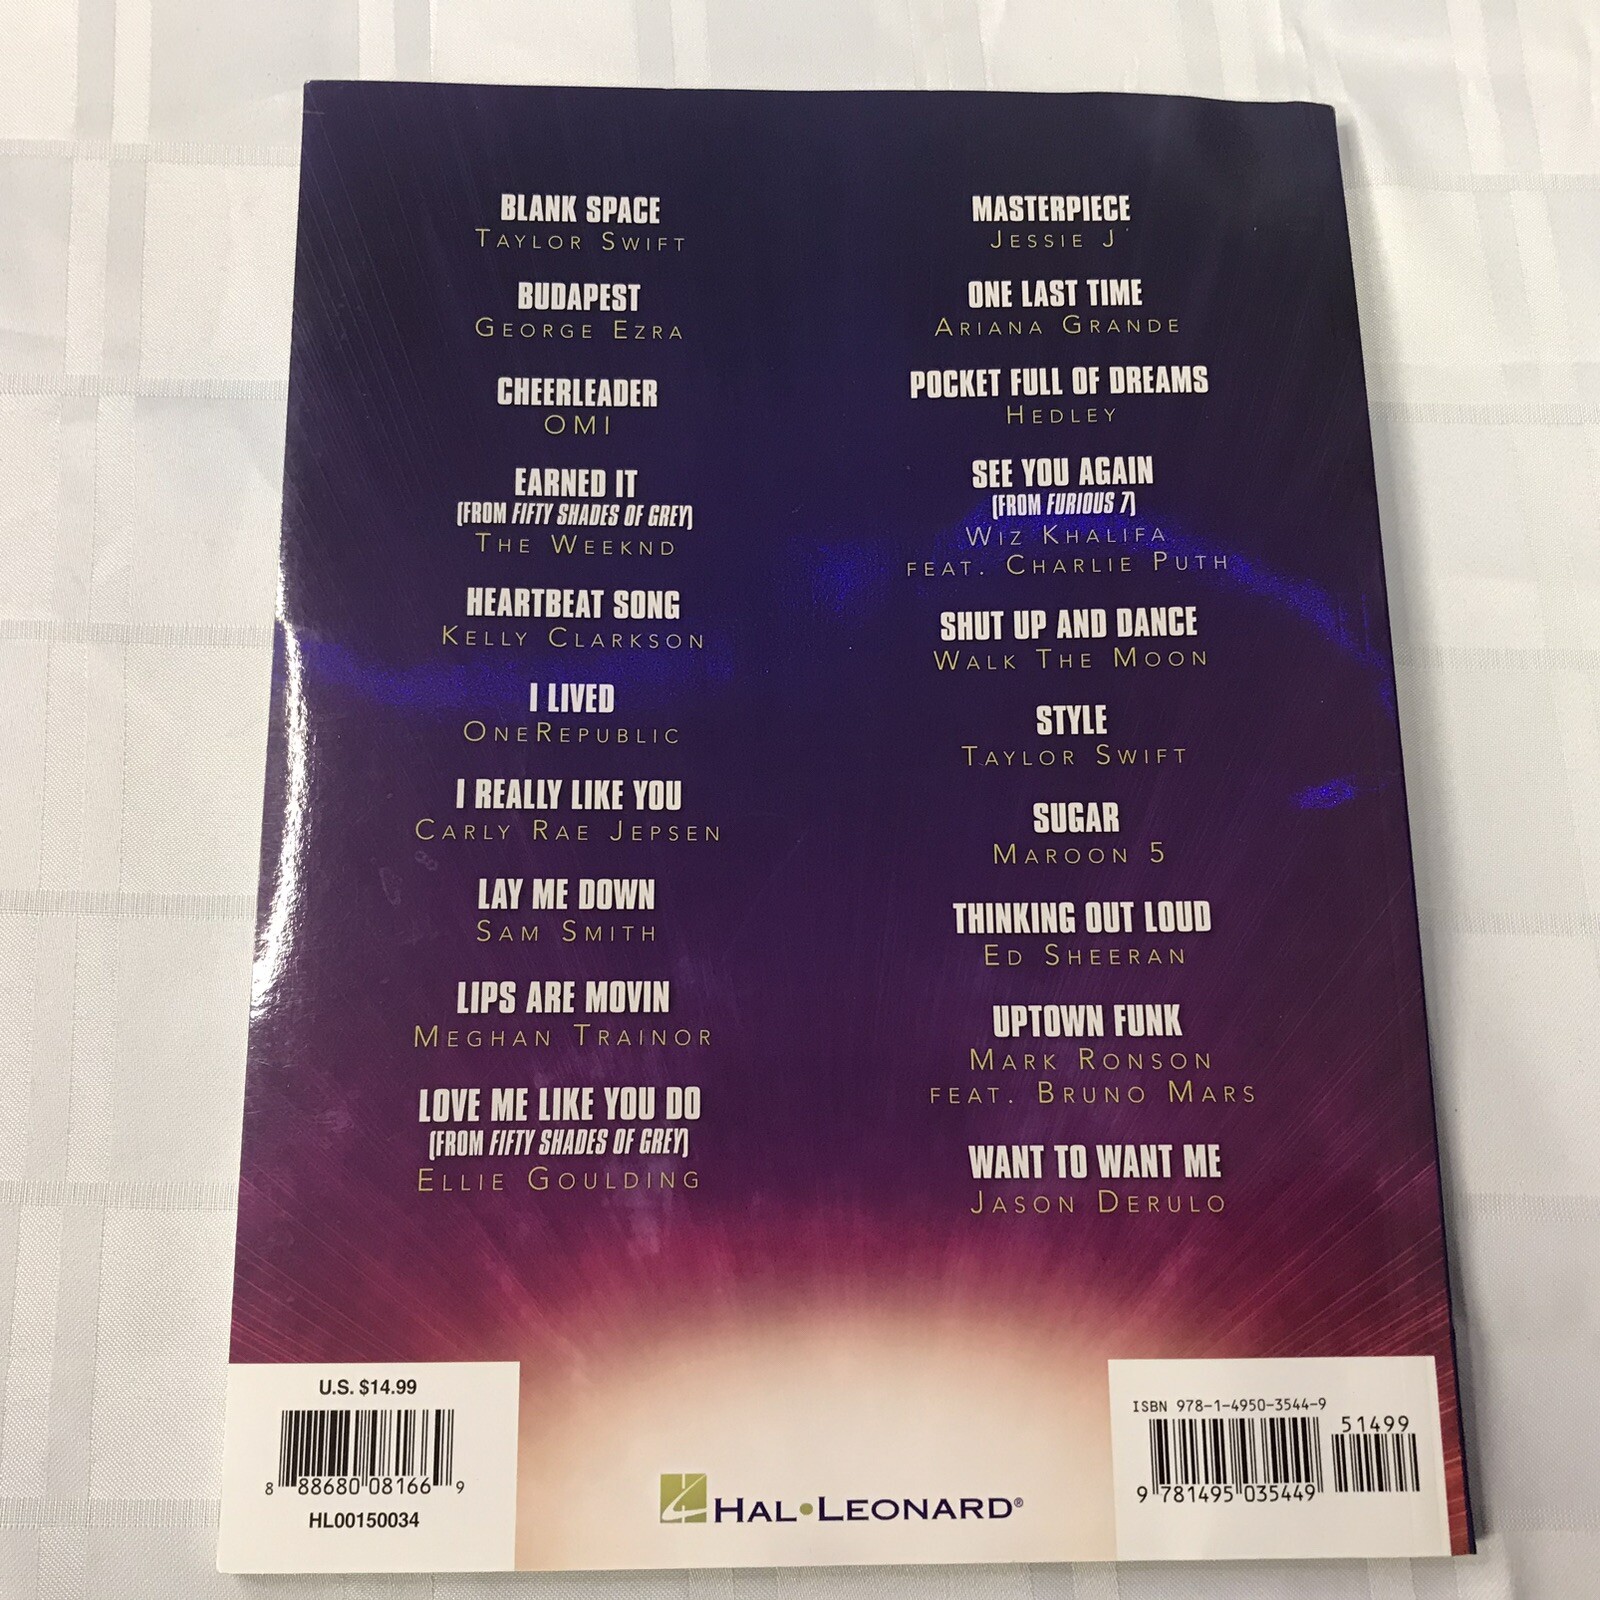 BLANK SPACE
TAYLOR SWIFT
BUDAPEST
GEORGE EZRA
CHEERLEADER
OMI
EARNED IT
(FROM FIFTY SHADES OF GREY)
THE WEEKND
HEARTBEAT SONG
KELLY CLARKSON
I LIVED
ONEREPUBLIC
I REALLY LIKE YOU
CARLY RAE JEPSEN
LAY ME DOWN
SAM SMITH
LIPS ARE MOVIN
MEGHAN TRAINOR
LOVE ME LIKE YOU DO
(FROM FIFTY SHADES OF GREY)
ELLIE GOULDING
MASTERPIECE
JESSIE J
ONE LAST TIME
ARIANA GRANDE
POCKET FULL OF DREAMS
HEDLEY
SEE YOU AGAIN
(FROM FURIOUS 7)
WIZ KHALIFA
FEAT. CHARLIE PUTH
SHUT UP AND DANCE
WALK THE MOON
STYLE
TAYLOR SWIFT
SUGAR
MAROON 5
THINKING OUT LOUD
ED SHEERAN
UPTOWN FUNK
MARK RONSON
FEAT. BRUNO MARS
WANT TO WANT ME
JASON DERULO
U.S. $14.99
8 88680 08166 9
HL00150034
HAL•LEONARD®
ISBN 978-1-4950-3544-9
51499
9 781495 035449